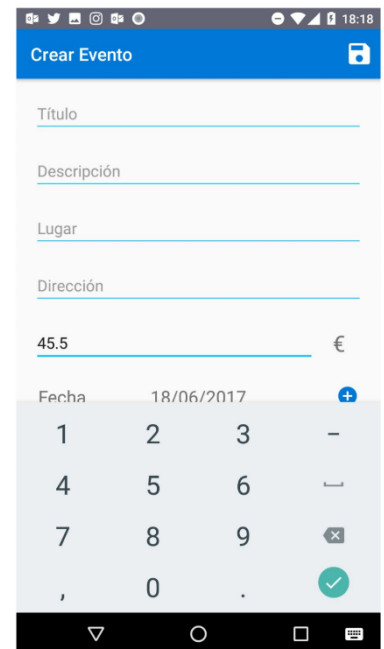 18:18
Crear Evento
Título
Descripción
Lugar
Dirección
45.5 €
Fecha 18/06/2017
1 2 3 –
4 5 6
7 8 9
, 0 .